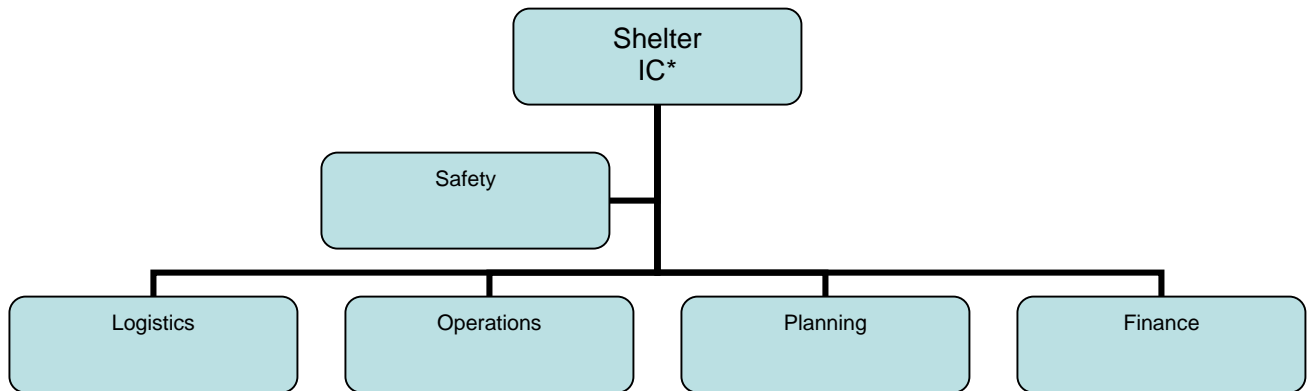 Shelter
IC*
Safety
Logistics
Operations
Planning
Finance